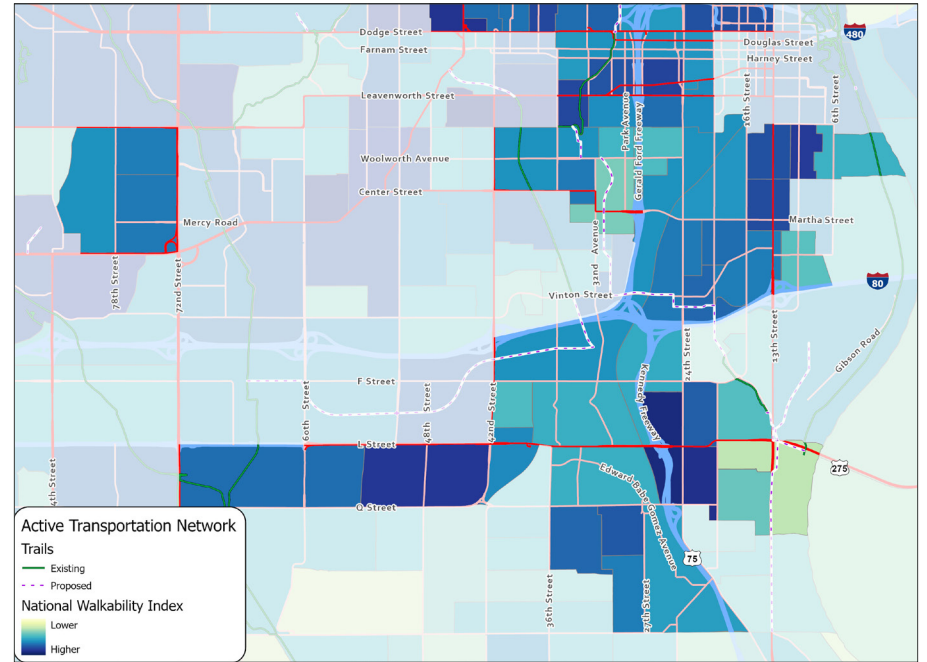 Dodge Street
480
Douglas Street
Farnam Street
Harney Street
Leavenworth Street
Park Avenue
Gerald Ford Freeway
16th Street
6th Street
Woolworth Avenue
Center Street
Mercy Road
Martha Street
32nd Avenue
78th Street
72nd Street
Vinton Street
80
24th Street
13th Street
Gibson Road
F Street
Kennedy Freeway
60th Street
48th Street
42nd Street
L Street
4th Street
275
Edward Babe Gomez Avenue
Q Street
75
36th Street
27th Street
Active Transportation Network
Trails
Existing
Proposed
National Walkability Index
Lower
Higher